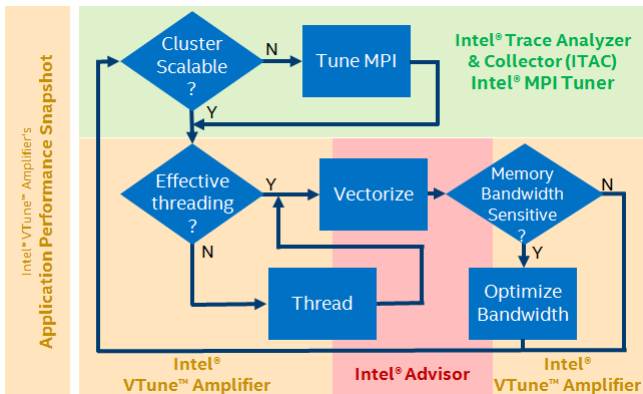 Intel® VTune™ Amplifier's
Application Performance Snapshot
Cluster
Scalable
?
N
Tune MPI
Intel® Trace Analyzer
& Collector (ITAC)
Intel® MPI Tuner
Y
Effective
threading
?
Y
Vectorize
Memory
Bandwidth
Sensitive
?
N
N
Y
Thread
Optimize
Bandwidth
Intel®
VTune™ Amplifier
Intel® Advisor
Intel®
VTune™ Amplifier